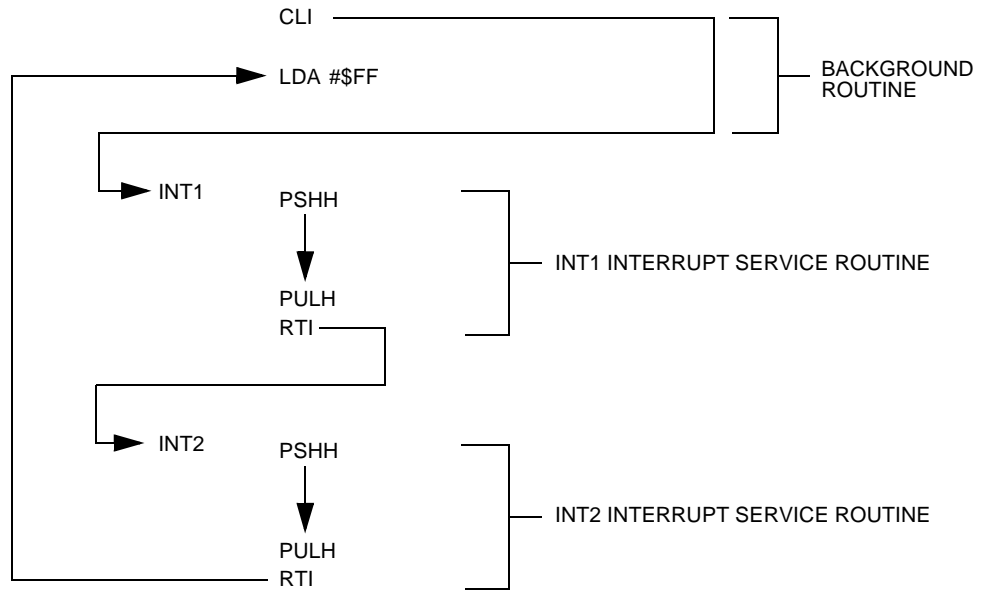 CLI
LDA #$FF
BACKGROUND
ROUTINE
INT1
PSHH
INT1 INTERRUPT SERVICE ROUTINE
PULH
RTI
INT2
PSHH
INT2 INTERRUPT SERVICE ROUTINE
PULH
RTI